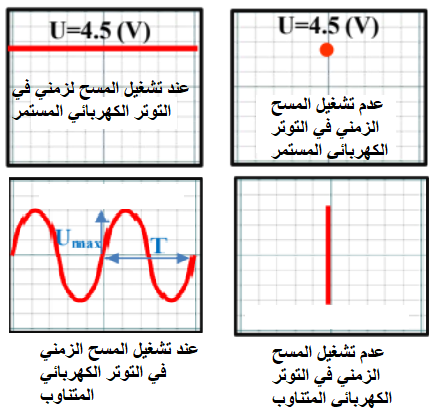 U=4.5 (V)
عند تشغيل المسح لزمني في
التوتر الكهربائي المستمر
U=4.5 (V)
عدم تشغيل المسح
الزمني في التوتر
الكهربائي المستمر
Umax
T
عند تشغيل المسح الزمني
في التوتر الكهربائي
المتناوب
عدم تشغيل المسح
الزمني في التوتر
الكهربائي المتناوب